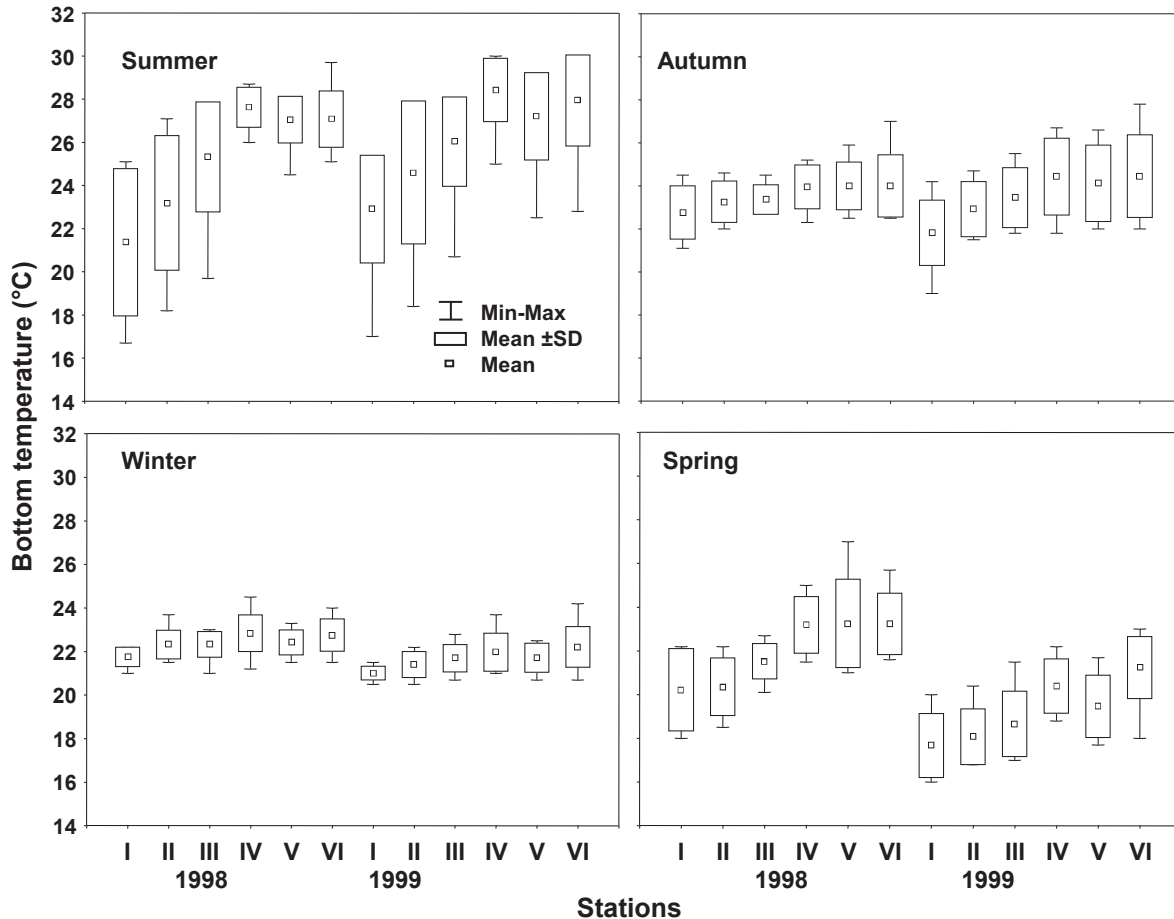 Bottom temperature (°C)
32
30
28
26
24
22
20
18
16
14
Summer
Min-Max
Mean ±SD
Mean
Autumn
32
30
28
26
24
22
20
18
16
14
Winter
Spring
I II III IV V VI I II III IV V VI
1998 1999
I II III IV V VI I II III IV V VI
1998 1999
Stations